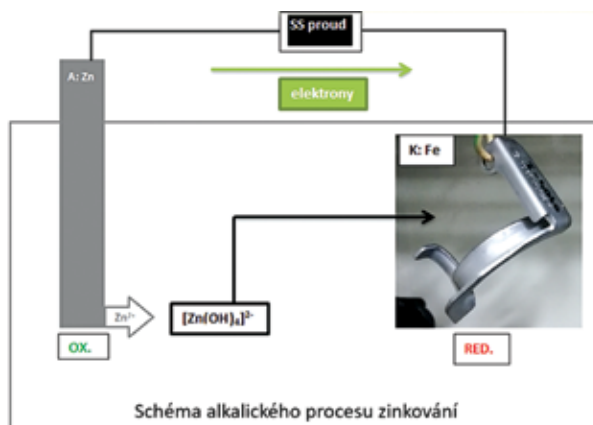 SS proud
A: Zn
elektrony
K: Fe
Zn²⁺
[Zn(OH)₄]²⁻
OX.
RED.
Schéma alkalického procesu zinkování